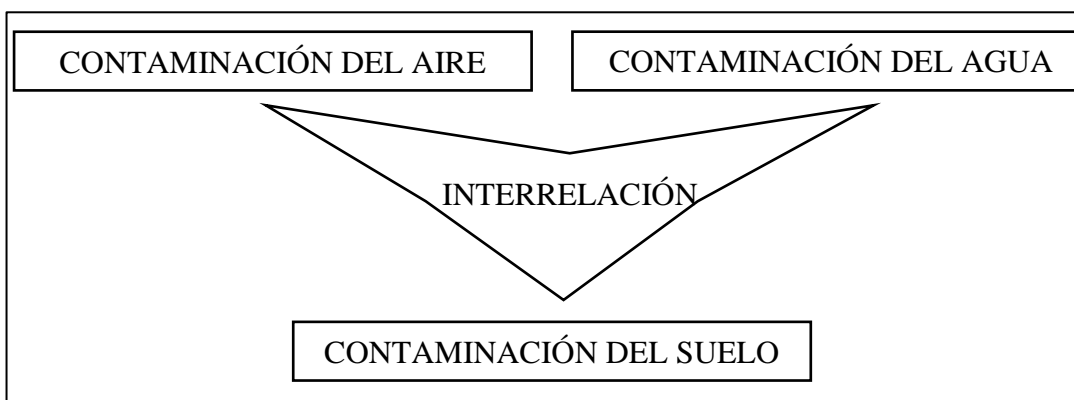 CONTAMINACIÓN DEL AIRE
CONTAMINACIÓN DEL AGUA
INTERRELACIÓN
CONTAMINACIÓN DEL SUELO